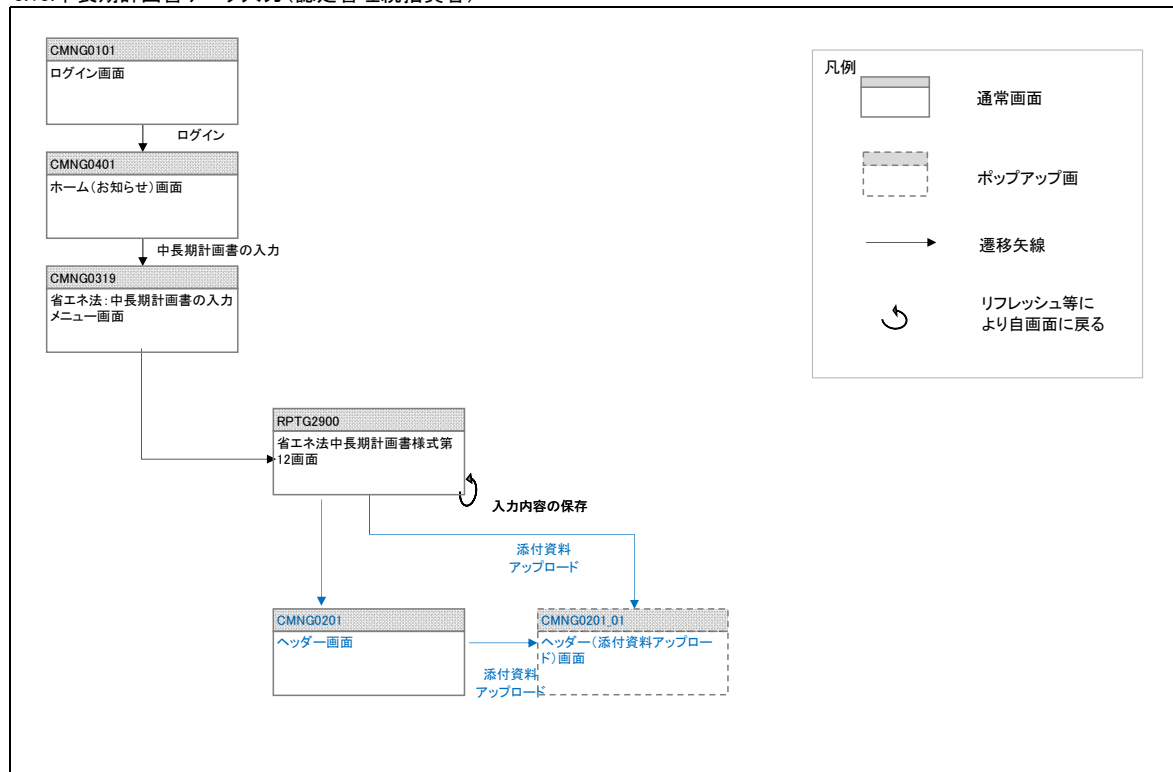 CMNG0101
ログイン画面
ログイン
CMNG0401
ホーム（お知らせ）画面
中長期計画書の入力
CMNG0319
省エネ法：中長期計画書の入力
メニュー画面
RPTG2900
省エネ法中長期計画書様式第
12画面
入力内容の保存
添付資料
アップロード
CMNG0201
ヘッダー画面
添付資料
アップロード
CMNG0201_01
ヘッダー（添付資料アップロー
ド）画面
凡例
通常画面
ポップアップ画
遷移矢線
リフレッシュ等に
より自画面に戻る